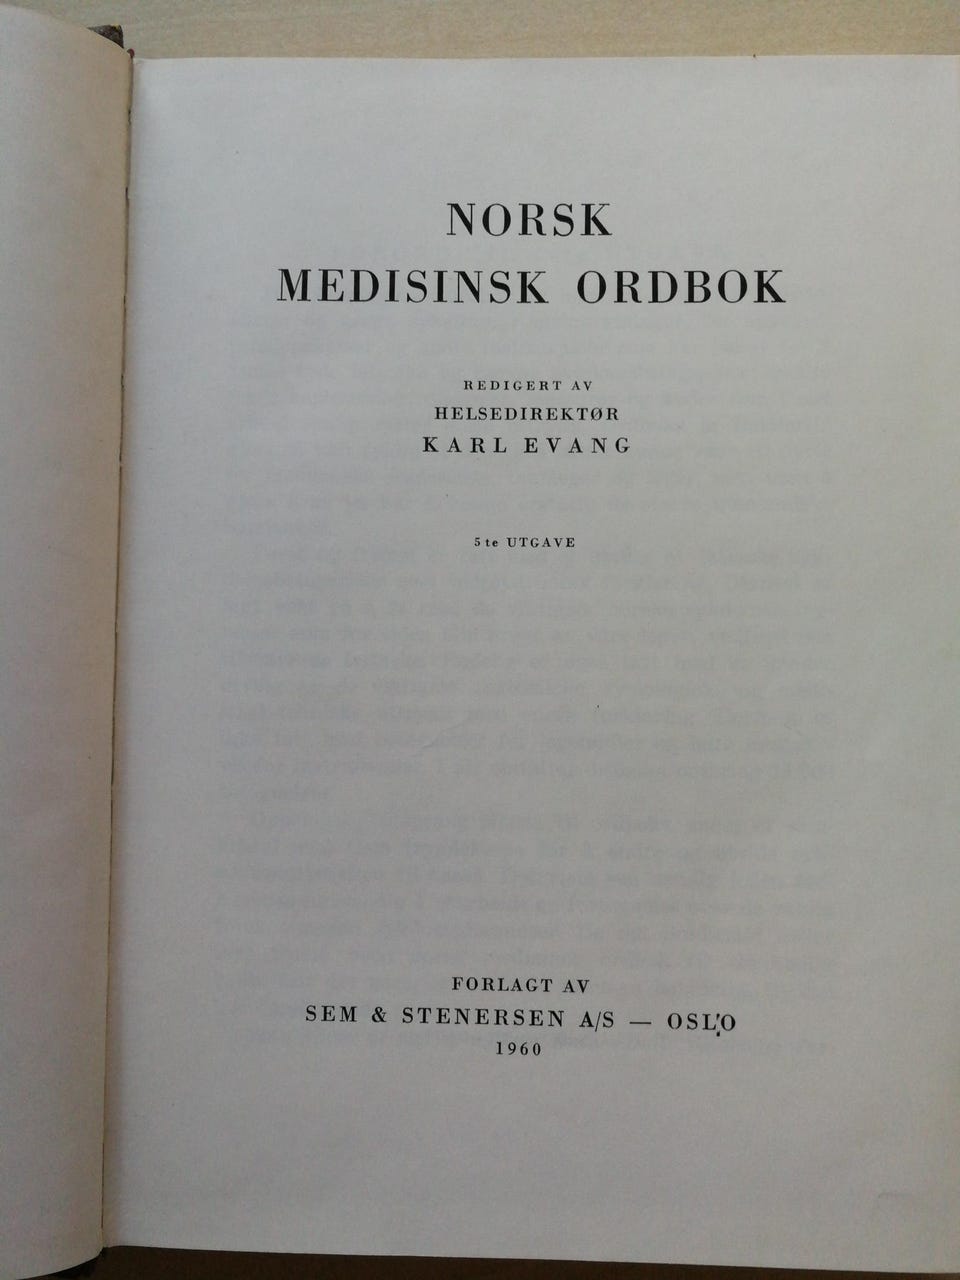 NORSK
MEDISINSK ORDBOK
REDIGERT AV
HELSEDIREKTØR
KARL EVANG
5te UTGAVE
FORLAGT AV
SEM & STENERSEN A/S — OSLO
1960